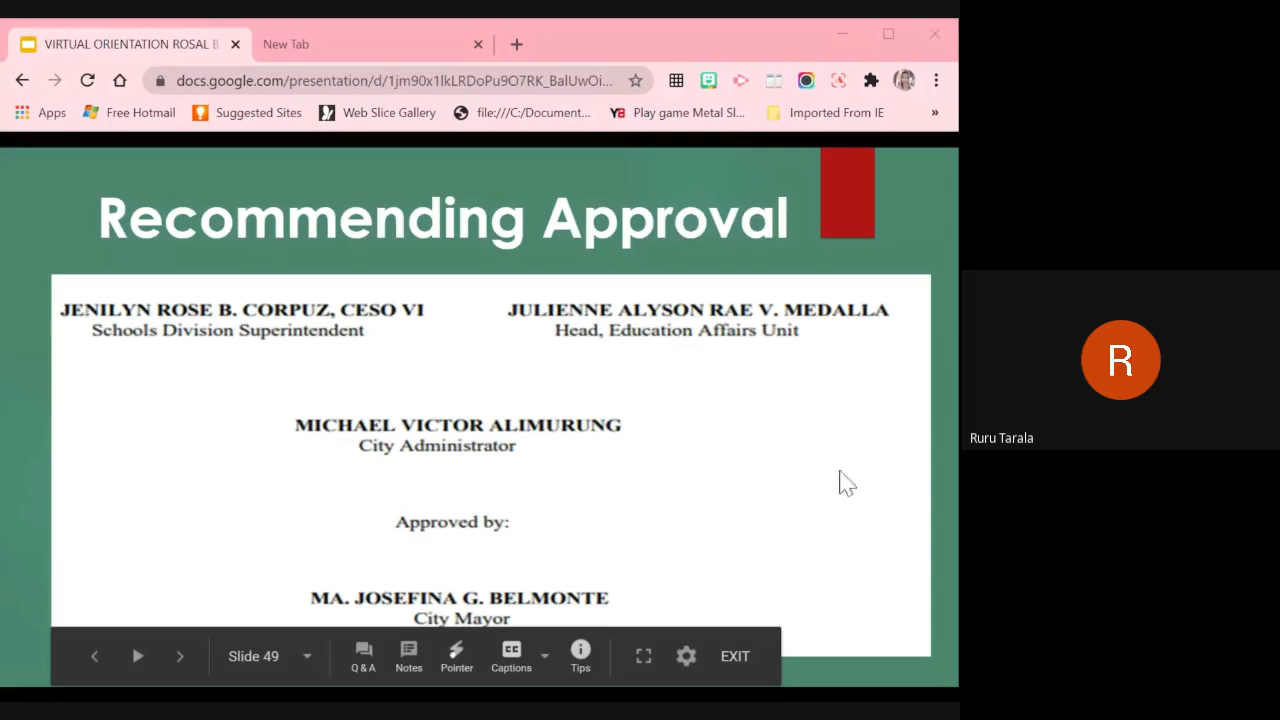 VIRTUAL ORIENTATION ROSAL B
New Tab
docs.google.com/presentation/d/1jm90x1lkLRDoPu9O7RK_BalUwOi...
Apps
Free Hotmail
Suggested Sites
Web Slice Gallery
file:///C:/Document...
Y8
Play game Metal Sl...
Imported From IE
»
Recommending Approval
JENILYN ROSE B. CORPUZ, CESO VI
Schools Division Superintendent
JULIENNE ALYSON RAE V. MEDALLA
Head, Education Affairs Unit
MICHAEL VICTOR ALIMURUNG
City Administrator
Approved by:
MA. JOSEFINA G. BELMONTE
City Mayor
Slide 49
Q & A
Notes
Pointer
CC
Captions
Tips
EXIT
R
Ruru Tarala